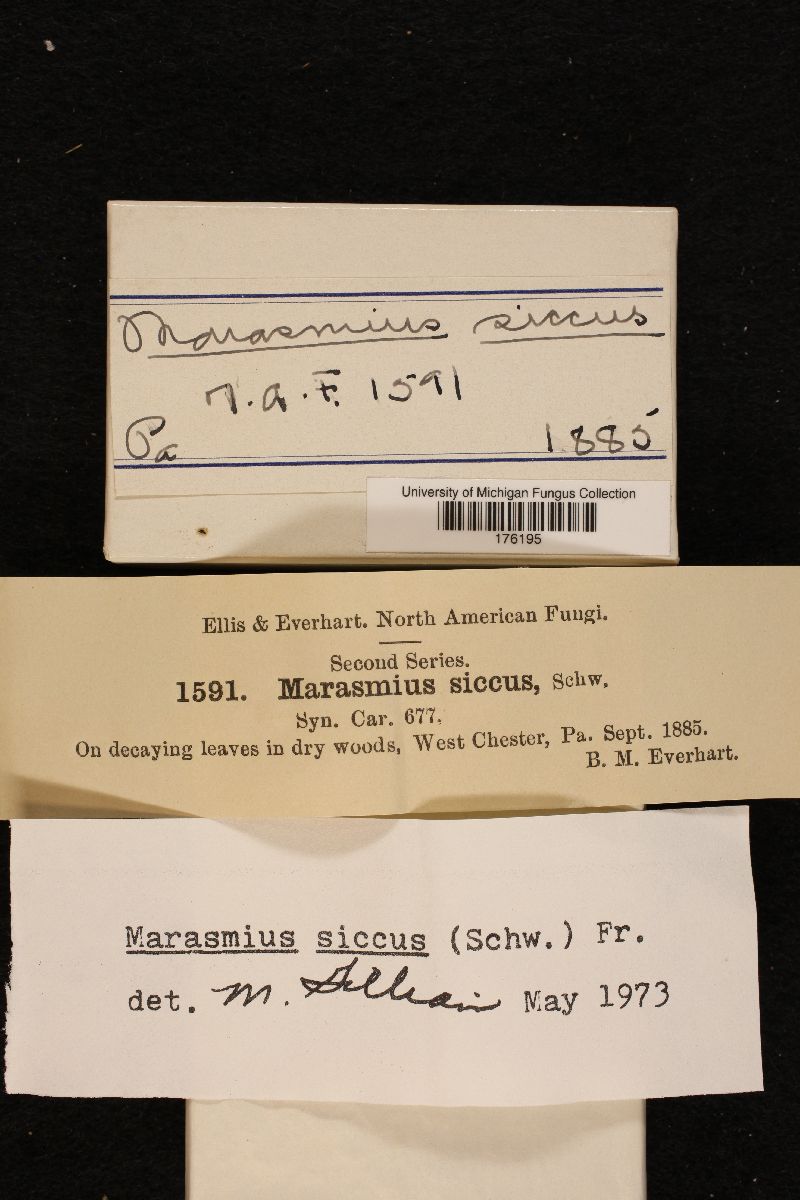 Marasmius siccus
N.A.F. 1591
Pa 1885
University of Michigan Fungus Collection
176195
Ellis & Everhart. North American Fungi.
Second Series.
1591. Marasmius siccus, Schw.
Syn. Car. 677.
On decaying leaves in dry woods, West Chester, Pa. Sept. 1885.
B. M. Everhart.
Marasmius siccus (Schw.) Fr.
det. M. May 1973